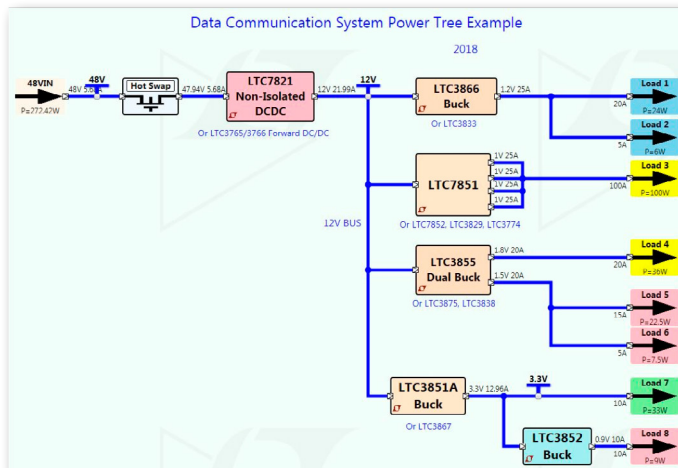 Data Communication System Power Tree Example
2018
48VIN
P=272.42W
48V
Hot Swap
47.94V 5.68A
LTC7821
Non-Isolated
DCDC
Or LTC3765/3766 Forward DC/DC
12V 21.99A
12V
12V BUS
LTC3866
Buck
Or LTC3833
1.2V 25A
20A
Load 1
P=24W
5A
Load 2
P=6W
LTC7851
1V 25A
1V 25A
1V 25A
1V 25A
Or LTC7852, LTC3829, LTC3774
100A
Load 3
P=100W
LTC3855
Dual Buck
Or LTC3875, LTC3838
1.8V 20A
1.5V 20A
20A
Load 4
P=36W
15A
Load 5
P=22.5W
5A
Load 6
P=7.5W
LTC3851A
Buck
Or LTC3867
3.3V 12.96A
3.3V
10A
Load 7
P=33W
LTC3852
Buck
0.9V 10A
10A
Load 8
P=9W